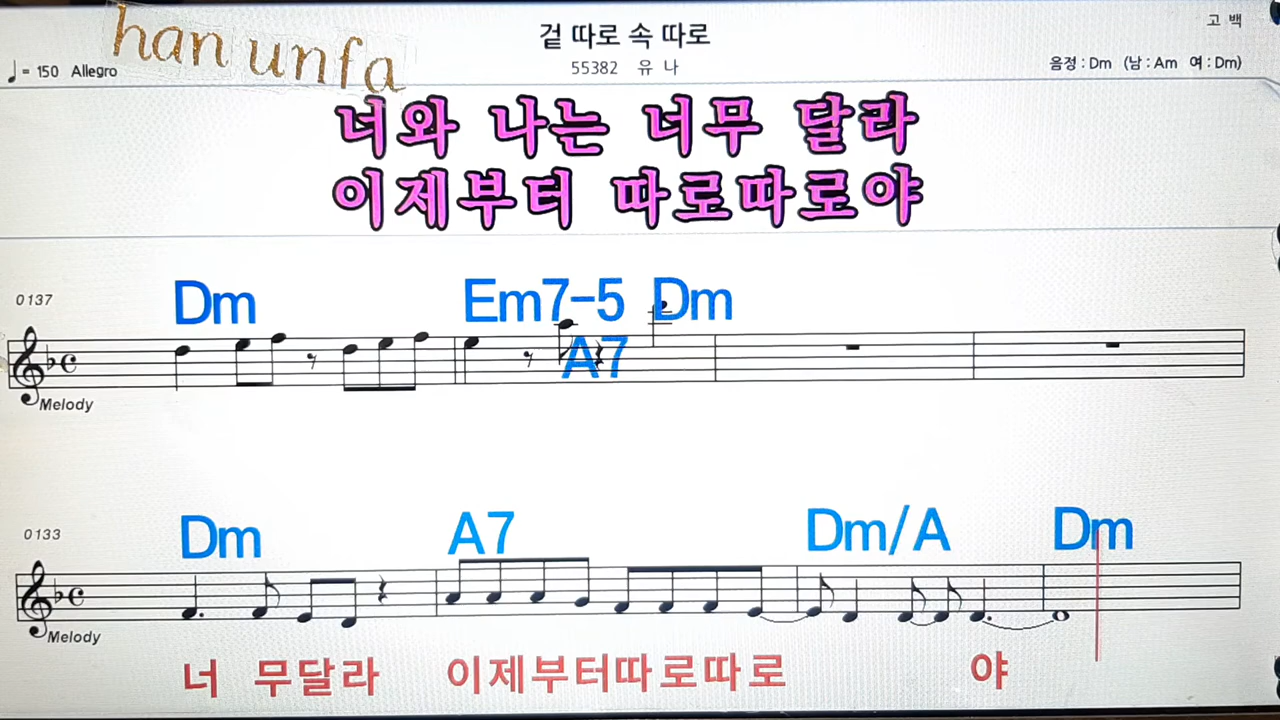 han unfa
겉 따로 속 따로
고 백
♩= 150 Allegro
55382 유 나
음정 : Dm (남 : Am 여 : Dm)
너와 나는 너무 달라
이제부터 따로따로야
0137
Dm Em7-5 Dm
A7
Melody
0133
Dm A7 Dm/A Dm
Melody
너 무달라 이제부터따로따로 야